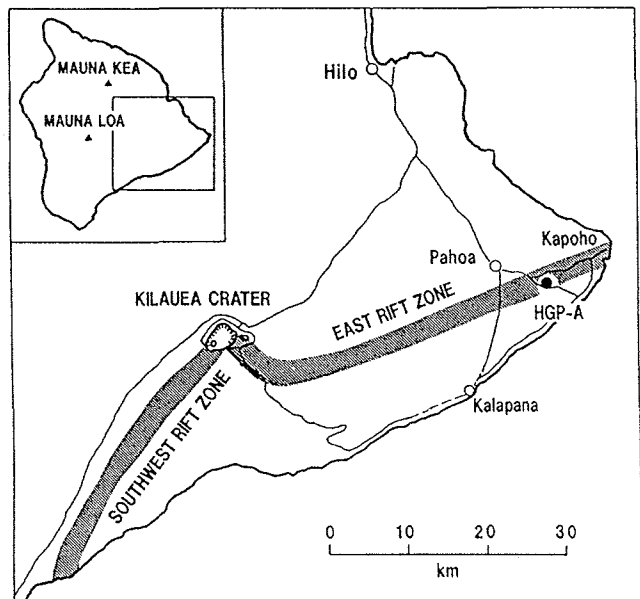 MAUNA KEA
MAUNA LOA
Hilo
Kapoho
Pahoa
HGP-A
KILAUEA CRATER
EAST RIFT ZONE
Kalapana
SOUTHWEST RIFT ZONE
0 10 20 30
km